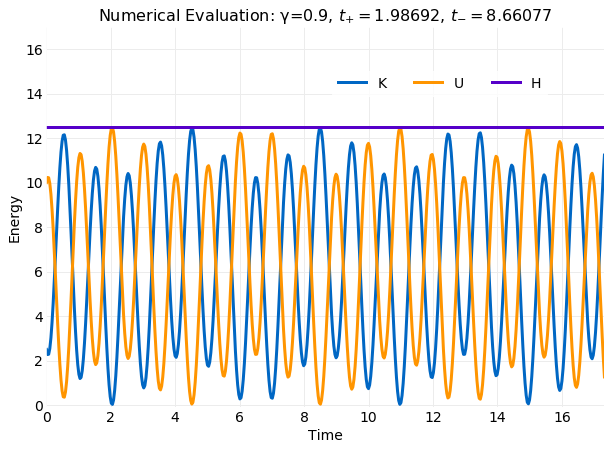 Numerical Evaluation: γ=0.9, t₊ = 1.98692, t₋ = 8.66077
K U H
Energy
16
14
12
10
8
6
4
2
0
0 2 4 6 8 10 12 14 16
Time